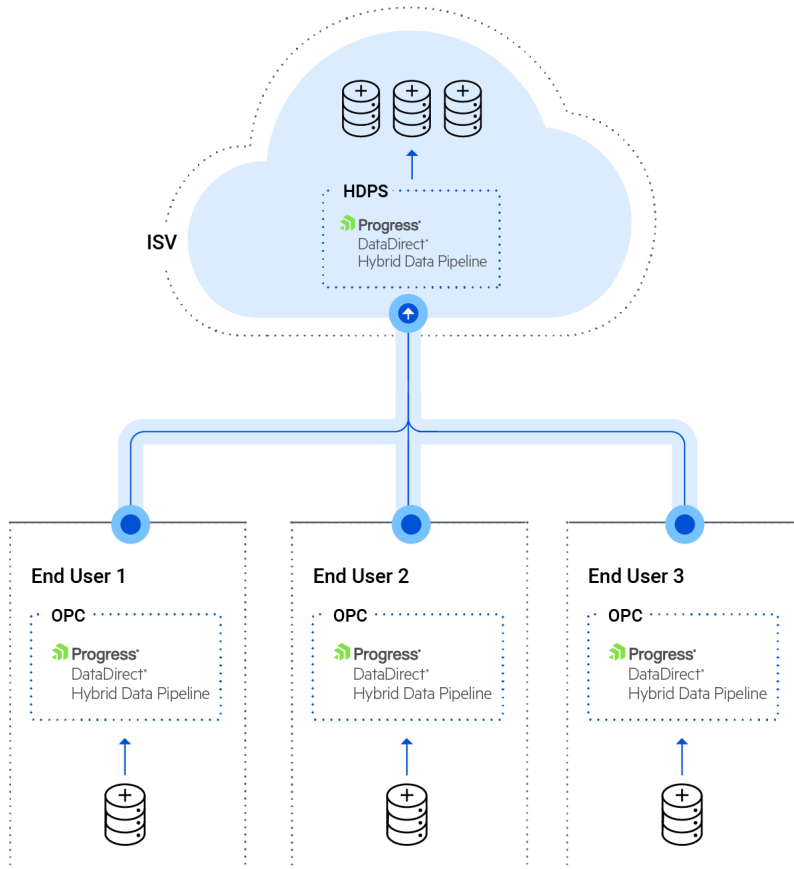 HDPS
Progress®
DataDirect®
Hybrid Data Pipeline
ISV
End User 1
OPC
Progress®
DataDirect®
Hybrid Data Pipeline
End User 2
OPC
Progress®
DataDirect®
Hybrid Data Pipeline
End User 3
OPC
Progress®
DataDirect®
Hybrid Data Pipeline